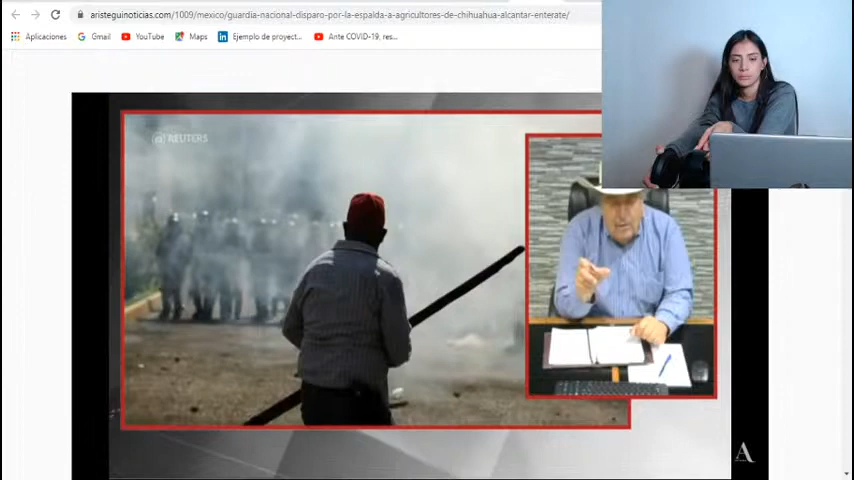 aristeguinoticias.com/1009/mexico/guardia-nacional-disparo-por-la-espalda-a-agricultores-de-chihuahua-alcantar-enterate/
Aplicaciones Gmail YouTube Maps Ejemplo de proyect... Ante COVID-19, res...
REUTERS
A